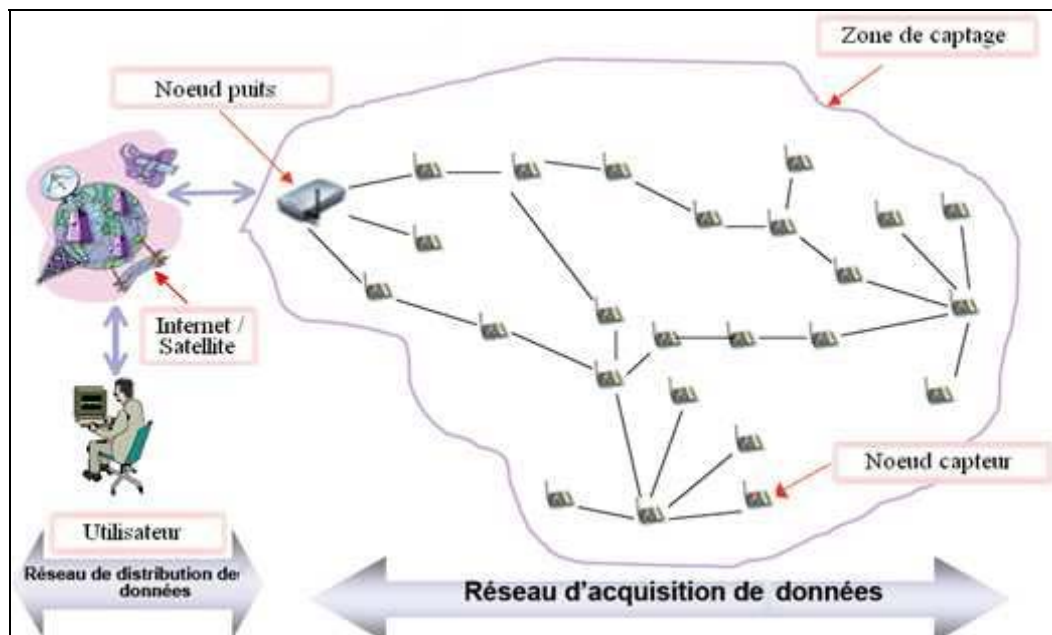 Zone de captage
Noeud puits
Internet /
Satellite
Noeud capteur
Utilisateur
Réseau de distribution de
données
Réseau d'acquisition de données